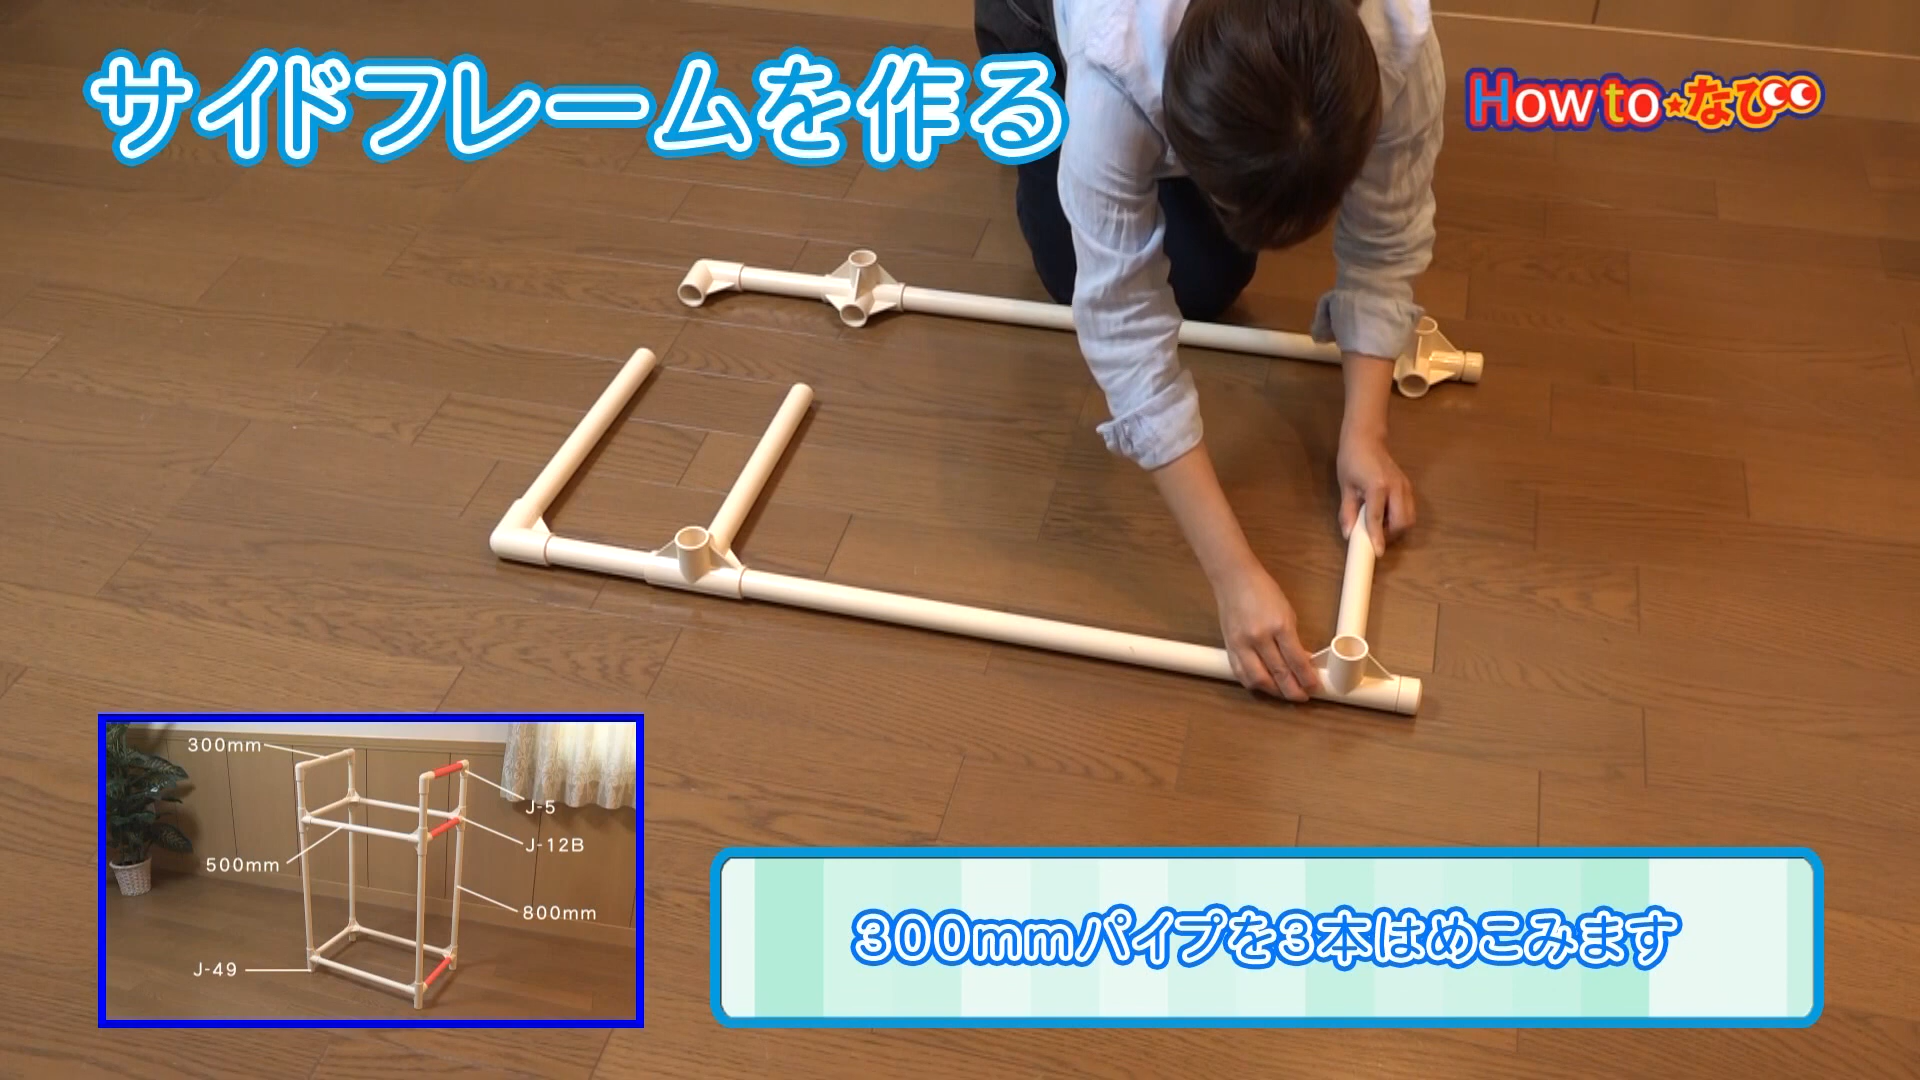 サイドフレームを作る
How to★なび
300mm
J-5
J-12B
500mm
800mm
J-49
300mmパイプを3本はめこみます